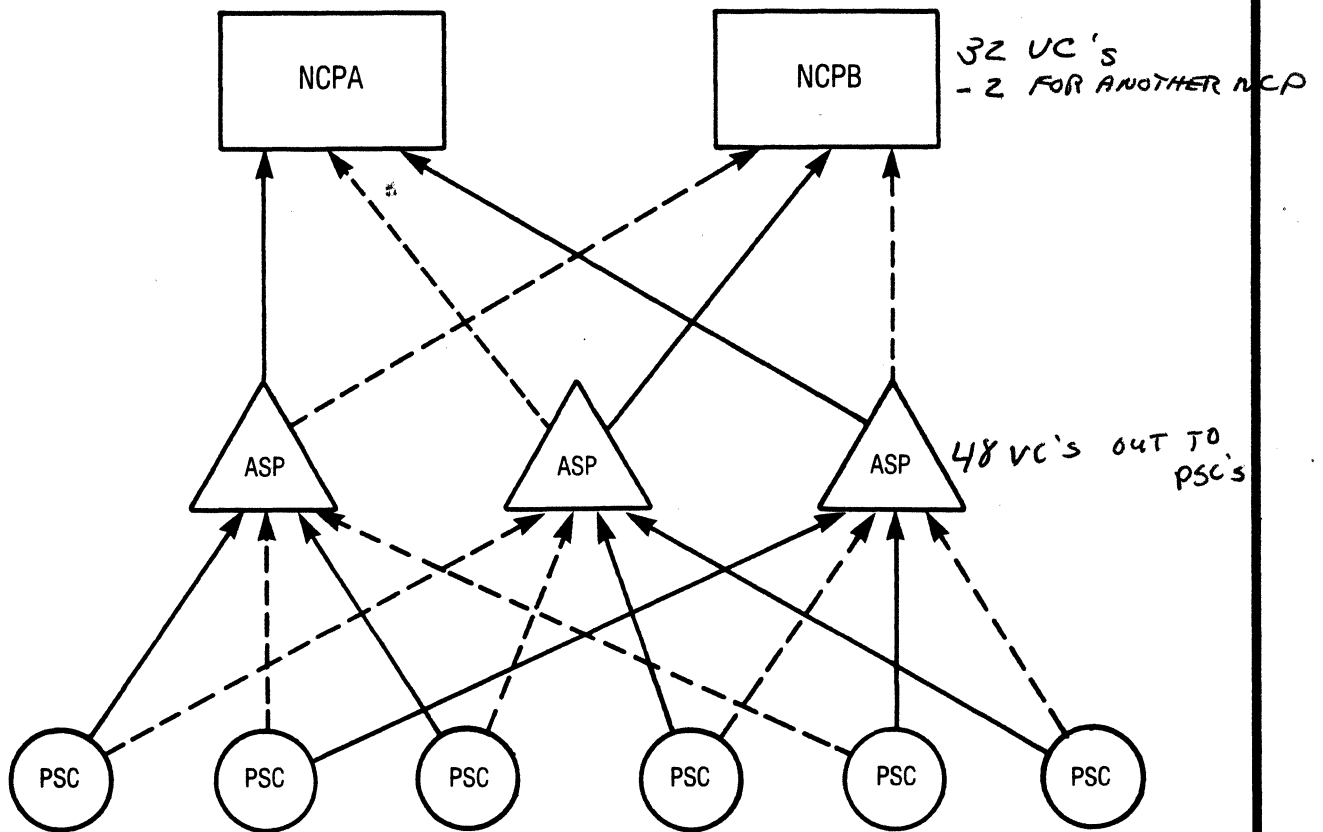 NCPA
NCPB
32 VC's
- 2 FOR ANOTHER NCP
ASP
ASP
ASP
48 VC's OUT TO
PSC's
PSC
PSC
PSC
PSC
PSC
PSC